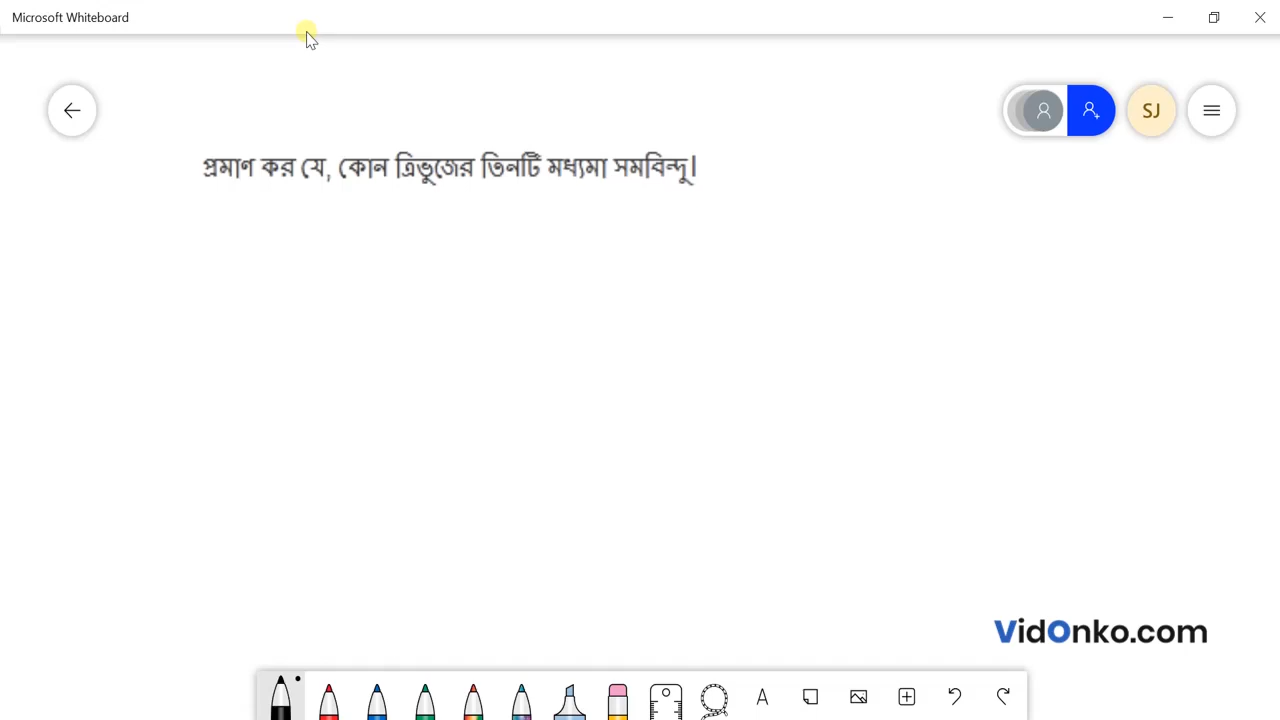 Microsoft Whiteboard
SJ
প্রমাণ কর যে, কোন ত্রিভুজের তিনটি মধ্যমা সমবিন্দু।
VidOnko.com
A